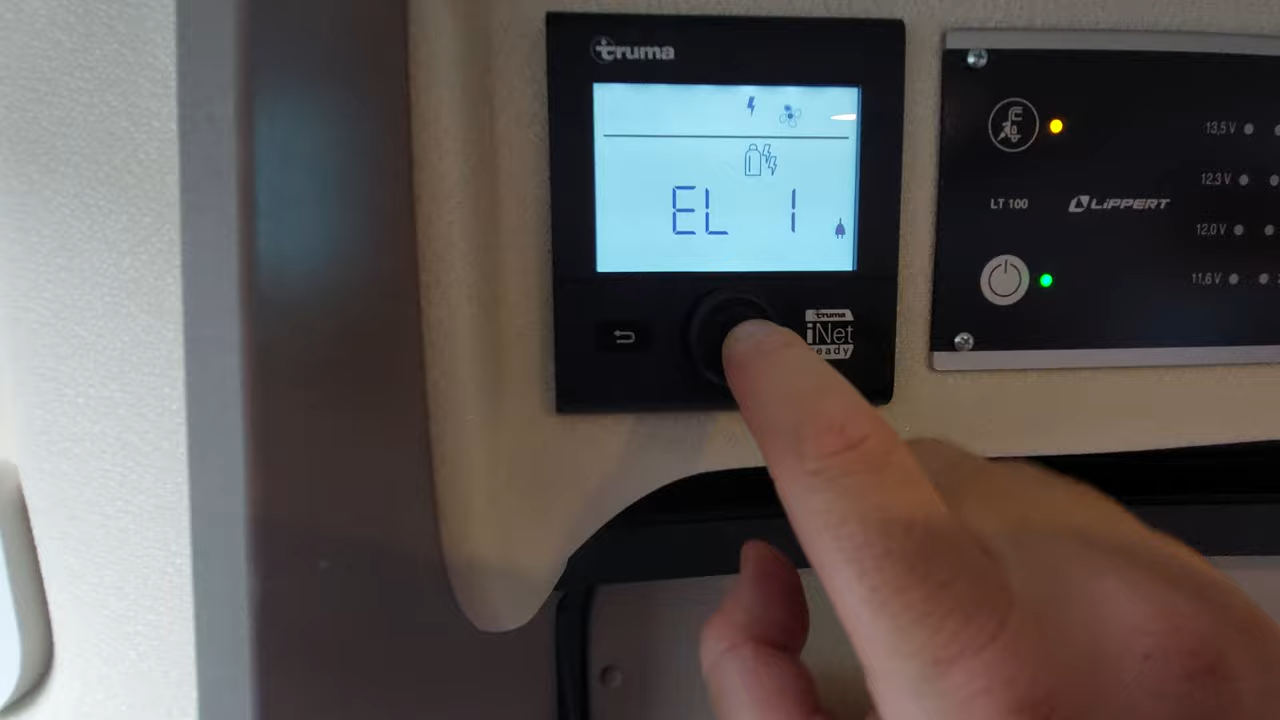 truma
EL 1
truma
iNet
ready
LT 100
LIPPERT
13,5 V
12,3 V
12,0 V
11,6 V